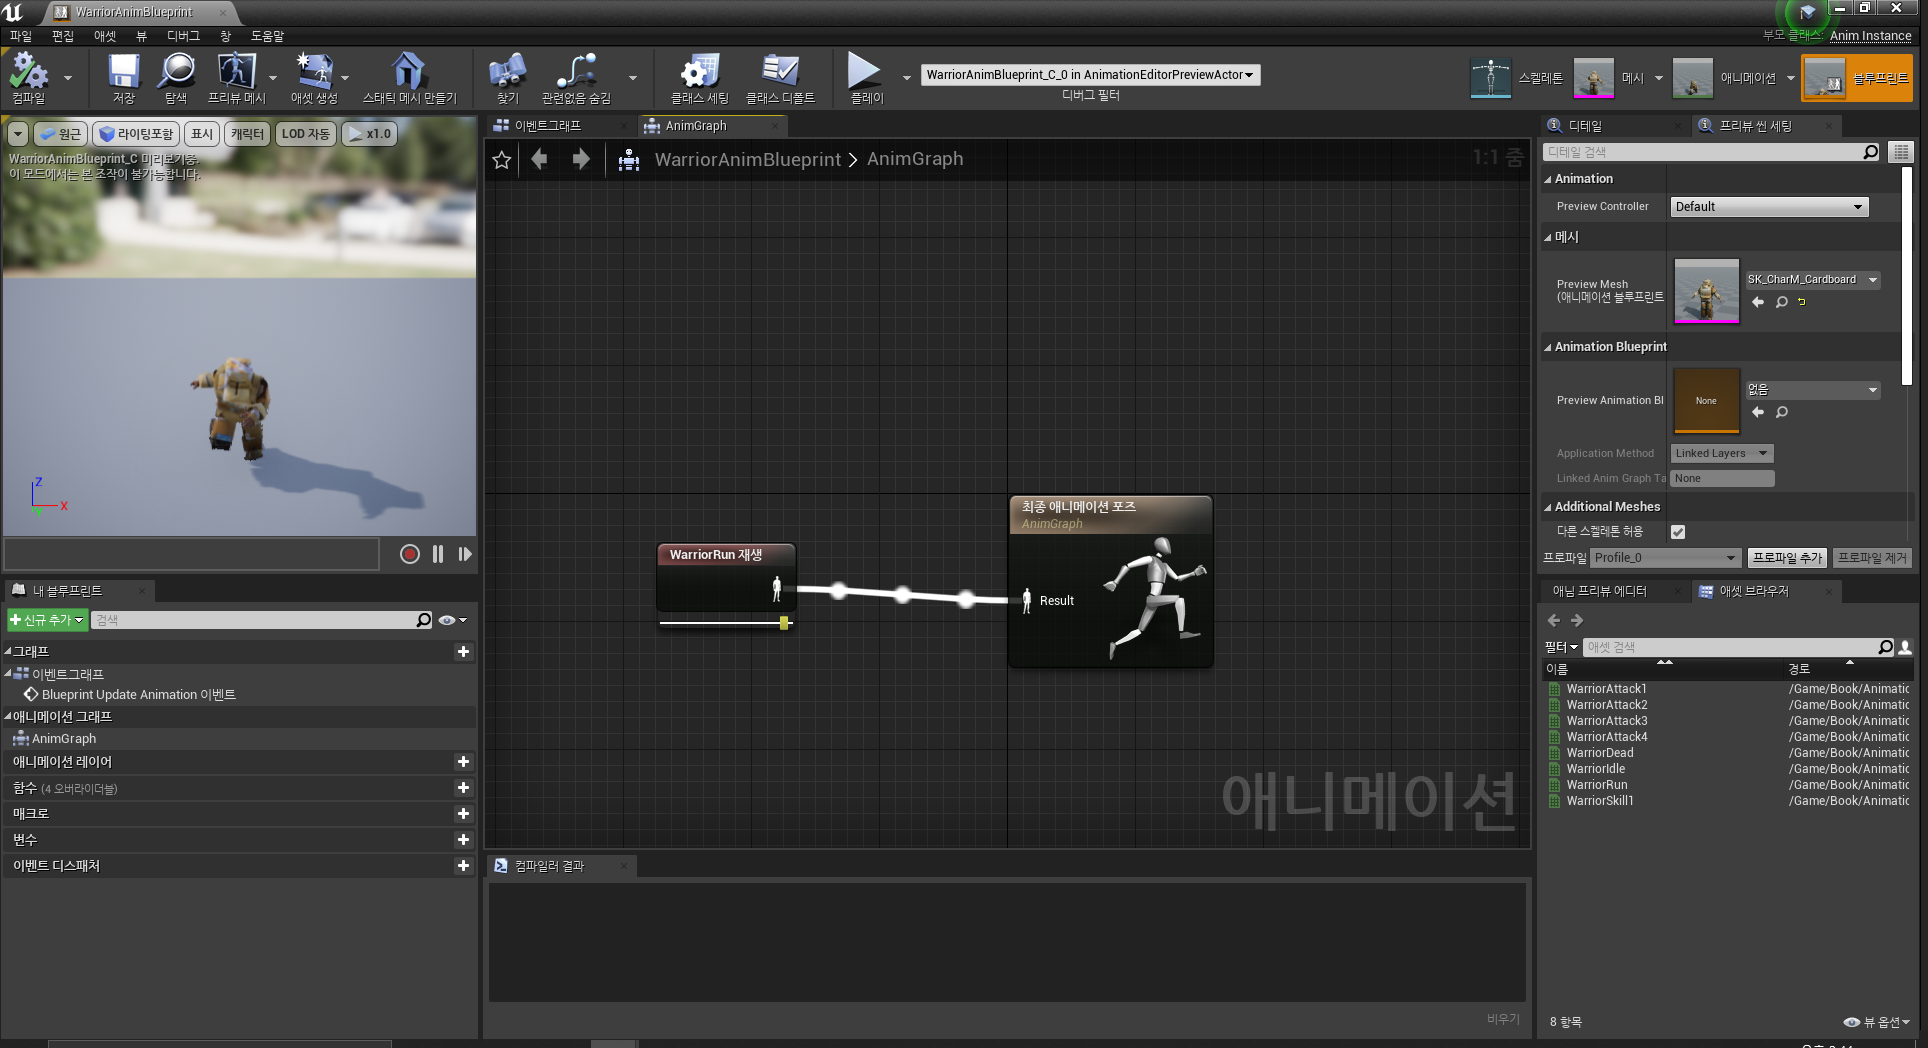 WarriorAnimBlueprint
파일 편집 애셋 뷰 디버그 창 도움말
부모 클래스: Anim Instance
컴파일 저장 탐색 프리뷰 메시 애셋 생성 스태틱 메시 만들기 찾기 관련없음 숨김 클래스 세팅 클래스 디폴트 플레이
WarriorAnimBlueprint_C_0 in AnimationEditorPreviewActor
디버그 필터
스켈레톤 메시 애니메이션 블루프린트
원근 라이팅포함 표시 캐릭터 LOD 자동 x1.0
WarriorAnimBlueprint_C 미리보기중.
이 모드에서는 본 조작이 불가능합니다.
Z
X
내 블루프린트
신규 추가 검색
그래프
이벤트그래프
Blueprint Update Animation 이벤트
애니메이션 그래프
AnimGraph
애니메이션 레이어
함수 (4 오버라이더블)
매크로
변수
이벤트 디스패처
이벤트그래프 AnimGraph
WarriorAnimBlueprint > AnimGraph
1:1 줌
WarriorRun 재생
최종 애니메이션 포즈
AnimGraph
Result
애니메이션
컴파일러 결과
비우기
디테일 프리뷰 씬 세팅
디테일 검색
Animation
Preview Controller Default
메시
Preview Mesh
(애니메이션 블루프린트
SK_CharM_Cardboard
Animation Blueprint
Preview Animation Bl None 없음
Application Method Linked Layers
Linked Anim Graph Ta None
Additional Meshes
다른 스켈레톤 허용
프로파일 Profile_0 프로파일 추가 프로파일 제거
애님 프리뷰 에디터 애셋 브라우저
필터 애셋 검색
이름 경로
WarriorAttack1 /Game/Book/Animatic
WarriorAttack2 /Game/Book/Animatic
WarriorAttack3 /Game/Book/Animatic
WarriorAttack4 /Game/Book/Animatic
WarriorDead /Game/Book/Animatic
WarriorIdle /Game/Book/Animatic
WarriorRun /Game/Book/Animatic
WarriorSkill1 /Game/Book/Animatic
8 항목 뷰 옵션